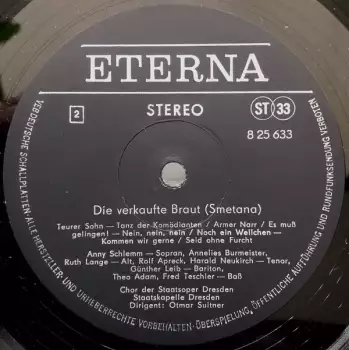 ETERNA
2
STEREO
ST 33
8 25 633
Die verkaufte Braut (Smetana)
Teurer Sohn — Tanz der Komödianten / Armer Narr / Es muß
gelingen! — Nein, nein, nein / Noch ein Weilchen —
Kommen wir gerne / Seid ohne Furcht
Anny Schlemm — Sopran, Annelies Burmeister,
Ruth Lange — Alt, Rolf Apreck, Harald Neukirch — Tenor,
Günther Leib — Bariton,
Theo Adam, Fred Teschler — Baß
Chor der Staatsoper Dresden
Staatskapelle Dresden
Dirigent: Otmar Suitner
VEB DEUTSCHE SCHALLPLATTEN · ALLE HERSTELLER- UND URHEBERRECHTE VORBEHALTEN · ÜBERSPIELUNG, ÖFFENTLICHE AUFFÜHRUNG UND RUNDFUNKSENDUNG VERBOTEN